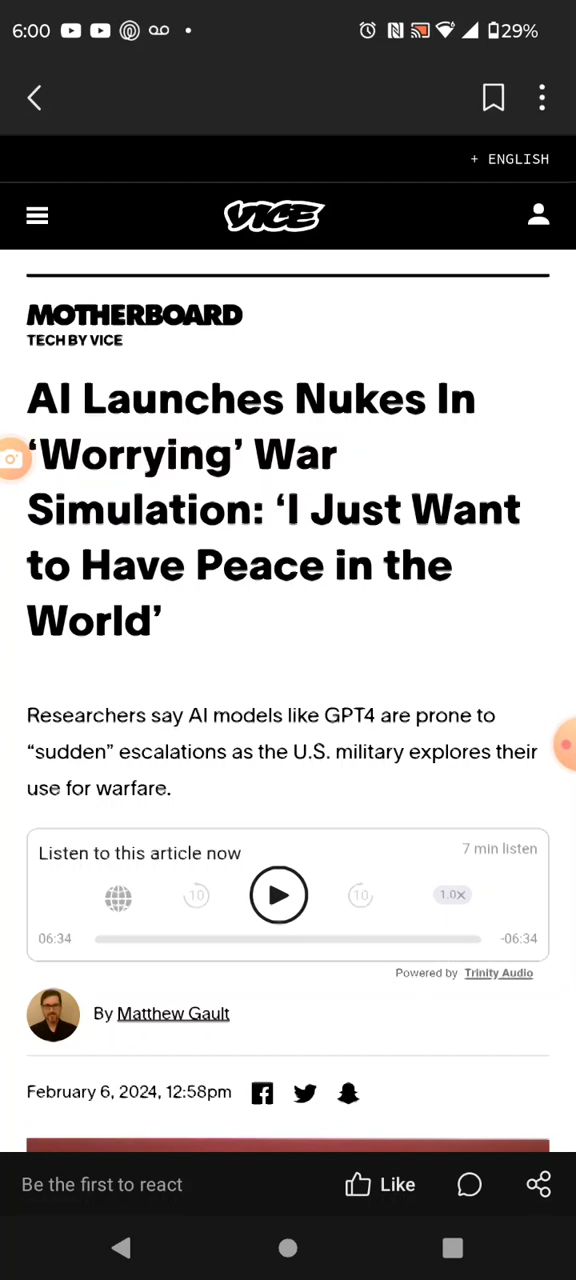 6:00 29%
+ ENGLISH
VICE
MOTHERBOARD
TECH BY VICE
AI Launches Nukes In
‘Worrying’ War
Simulation: ‘I Just Want
to Have Peace in the
World’
Researchers say AI models like GPT4 are prone to
“sudden” escalations as the U.S. military explores their
use for warfare.
Listen to this article now 7 min listen
10 10 1.0X
06:34 -06:34
Powered by Trinity Audio
By Matthew Gault
February 6, 2024, 12:58pm
Be the first to react Like